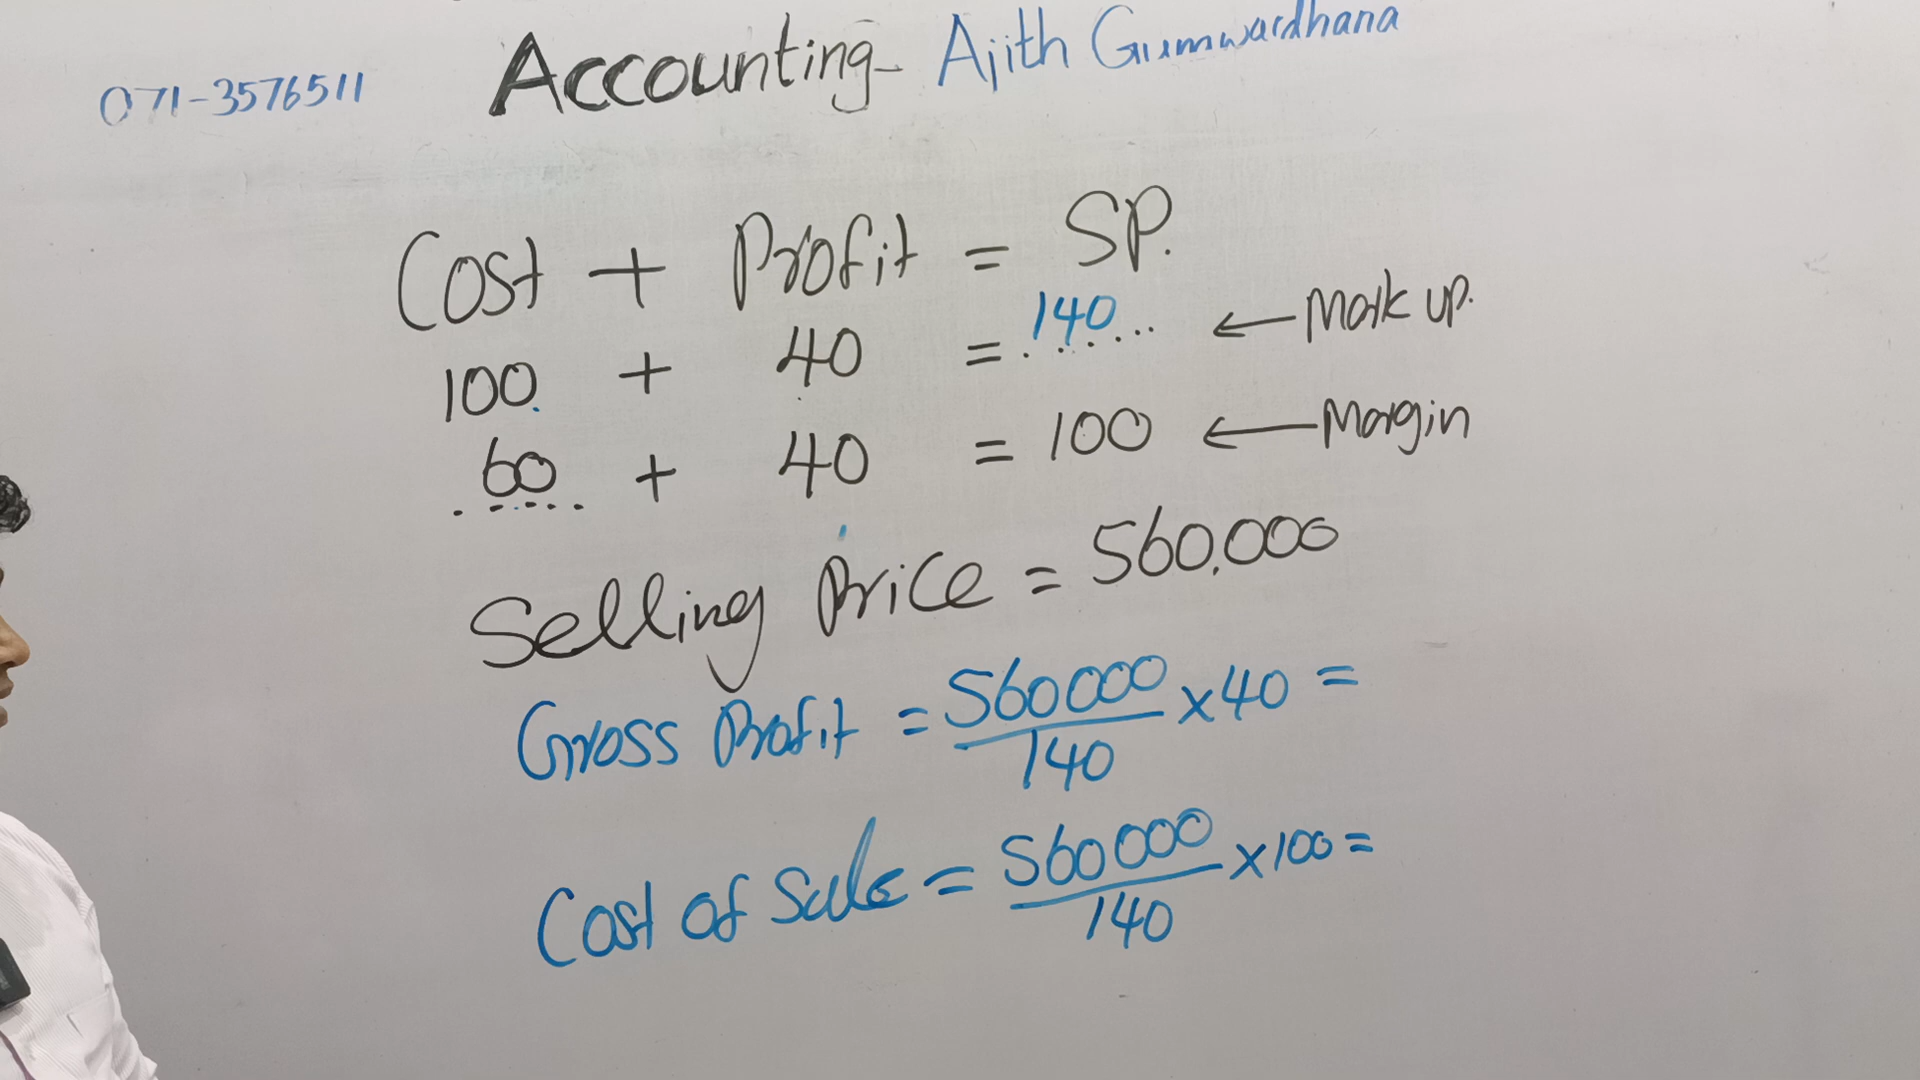 Accounting - Ajith Gunawardhana
071-3576511
Cost + Profit = SP.
100 + 40 = 140 ← Mark up.
60 + 40 = 100 ← Margin
Selling Price = 560,000
Gross Profit = 560000/140 x 40 =
Cost of Sale = 560000/140 x 100 =